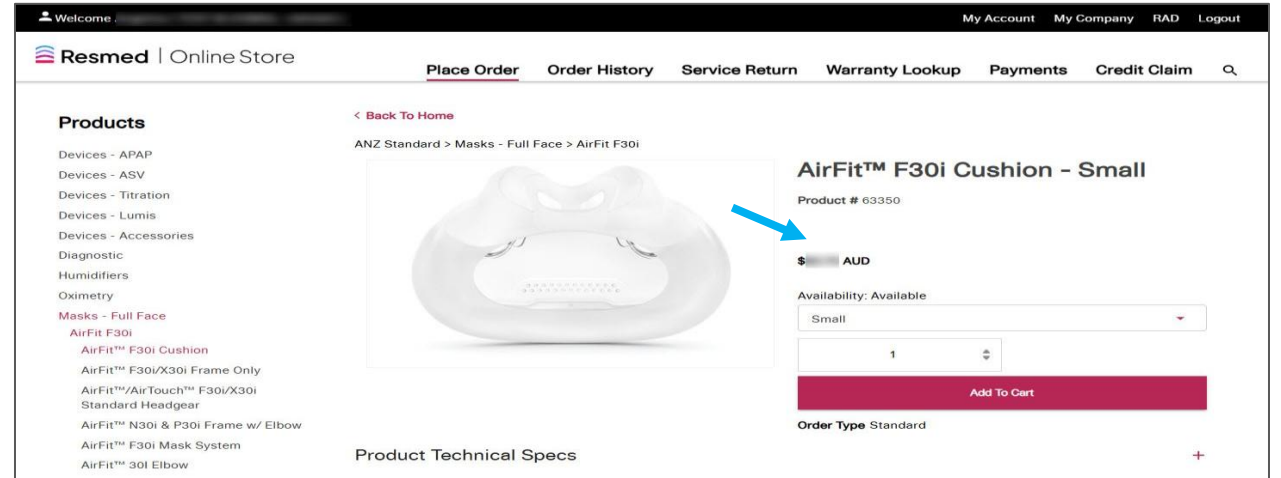 Welcome
My Account My Company RAD Logout
Resmed | Online Store
Place Order Order History Service Return Warranty Lookup Payments Credit Claim
Products
Devices - APAP
Devices - ASV
Devices - Titration
Devices - Lumis
Devices - Accessories
Diagnostic
Humidifiers
Oximetry
Masks - Full Face
AirFit F30i
AirFit™ F30i Cushion
AirFit™ F30i/X30i Frame Only
AirFit™/AirTouch™ F30i/X30i
Standard Headgear
AirFit™ N30i & P30i Frame w/ Elbow
AirFit™ F30i Mask System
AirFit™ 30I Elbow
< Back To Home
ANZ Standard > Masks - Full Face > AirFit F30i
AirFit™ F30i Cushion - Small
Product # 63350
$ AUD
Availability: Available
Small
1
Add To Cart
Order Type Standard
Product Technical Specs +